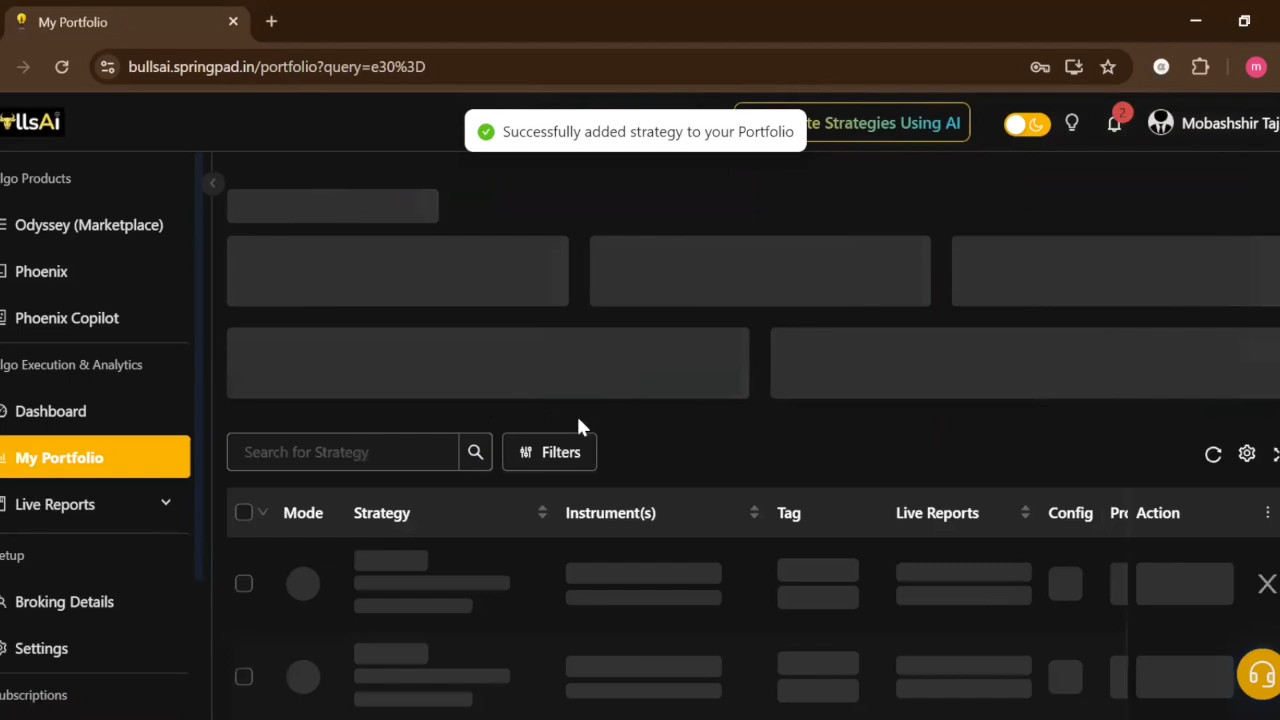 My Portfolio
bullsai.springpad.in/portfolio?query=e30%3D
m
llsAi
Successfully added strategy to your Portfolio
te Strategies Using AI
2
Mobashshir Taj
lgo Products
Odyssey (Marketplace)
Phoenix
Phoenix Copilot
lgo Execution & Analytics
Dashboard
My Portfolio
Live Reports
etup
Broking Details
Settings
ubscriptions
Search for Strategy
Filters
Mode Strategy Instrument(s) Tag Live Reports Config Pro Action